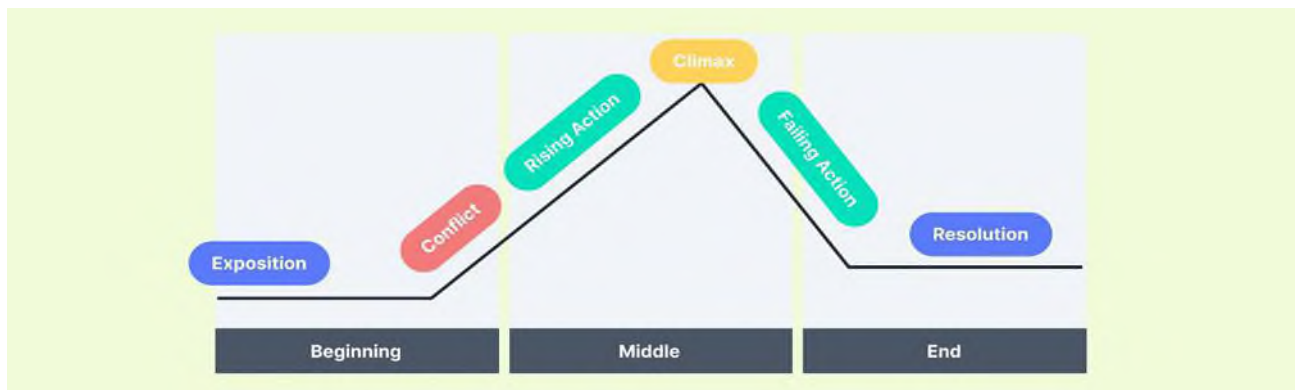 Climax
Rising Action
Falling Action
Conflict
Resolution
Exposition
Beginning
Middle
End